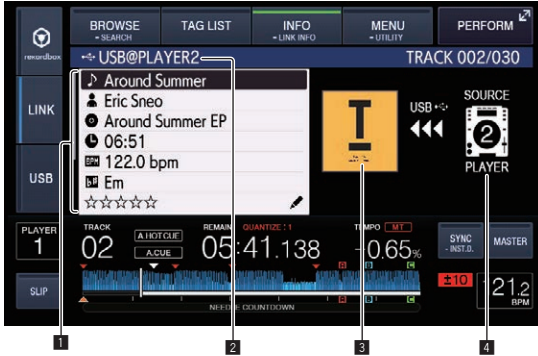 BROWSE TAG LIST INFO MENU PERFORM
- SEARCH - LINK INFO - UTILITY
rekordbox
USB@PLAYER2 TRACK 002/030
Around Summer
Eric Sneo
Around Summer EP
06:51
BPM 122.0 bpm
Em
LINK
USB
USB
SOURCE
2
PLAYER
PLAYER
1
TRACK
02
A HOT CUE
A.CUE
REMAIN QUANTIZE : 1
05:41.138
TEMPO MT
-0.65%
SYNC
- INST.D.
MASTER
SLIP
NEEDLE COUNTDOWN
±10
121.2
BPM
1 2 3 4